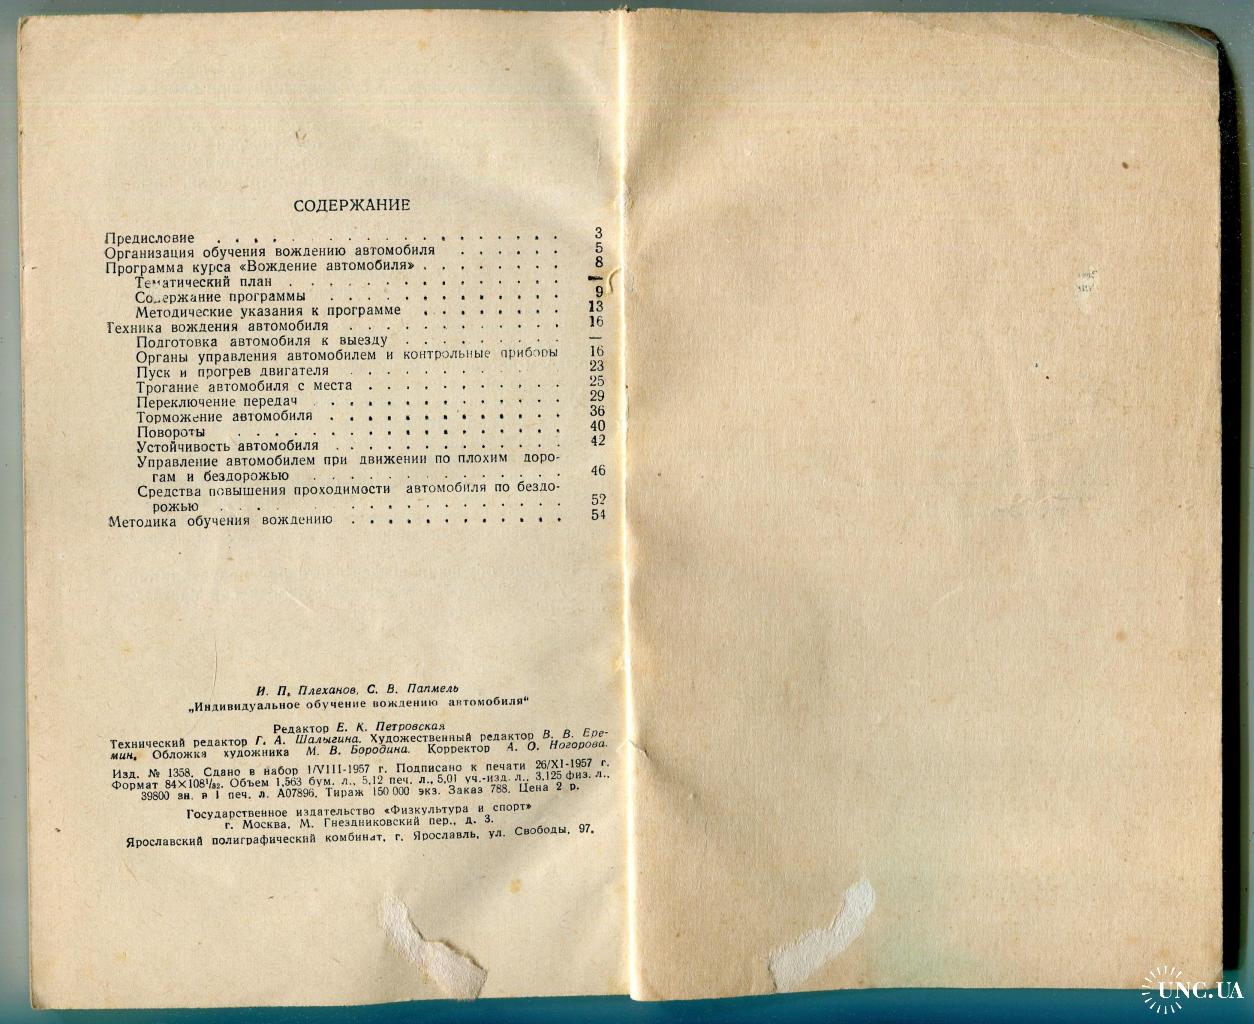 СОДЕРЖАНИЕ
Предисловие . . . . . . . . . . . . . . . . . . . . 3
Организация обучения вождению автомобиля . . . . . . 5
Программа курса «Вождение автомобиля» . . . . . . . . 8
Тематический план . . . . . . . . . . . . . . . . —
Содержание программы . . . . . . . . . . . . . . 9
Методические указания к программе . . . . . . . . 13
Техника вождения автомобиля . . . . . . . . . . . . 16
Подготовка автомобиля к выезду . . . . . . . . . —
Органы управления автомобилем и контрольные приборы 16
Пуск и прогрев двигателя . . . . . . . . . . . . 23
Трогание автомобиля с места . . . . . . . . . . . 25
Переключение передач . . . . . . . . . . . . . . 29
Торможение автомобиля . . . . . . . . . . . . . 36
Повороты . . . . . . . . . . . . . . . . . . 40
Устойчивость автомобиля . . . . . . . . . . . . 42
Управление автомобилем при движении по плохим доро-
гам и бездорожью . . . . . . . . . . . . . . 46
Средства повышения проходимости автомобиля по бездо-
рожью . . . . . . . . . . . . . . . . . . 52
Методика обучения вождению . . . . . . . . . . . . 54
И. П. Плеханов, С. В. Папмель
„Индивидуальное обучение вождению автомобиля“
Редактор Е. К. Петровская
Технический редактор Г. А. Шалыгина. Художественный редактор В. В. Ере-
мин. Обложка художника М. В. Бородина. Корректор А. О. Ногорова.
Изд. № 1358. Сдано в набор 1/VIII-1957 г. Подписано к печати 26/XI-1957 г.
Формат 84×108¹/₃₂. Объем 1,563 бум. л., 5,12 печ. л., 5,01 уч.-изд. л., 3,125 физ. л.,
39800 зн. в 1 печ. л. А07896. Тираж 150 000 экз. Заказ 788. Цена 2 р.
Государственное издательство «Физкультура и спорт»
г. Москва, М. Гнездниковский пер., д. 3.
Ярославский полиграфический комбинат, г. Ярославль, ул. Свободы, 97.
UNC.UA